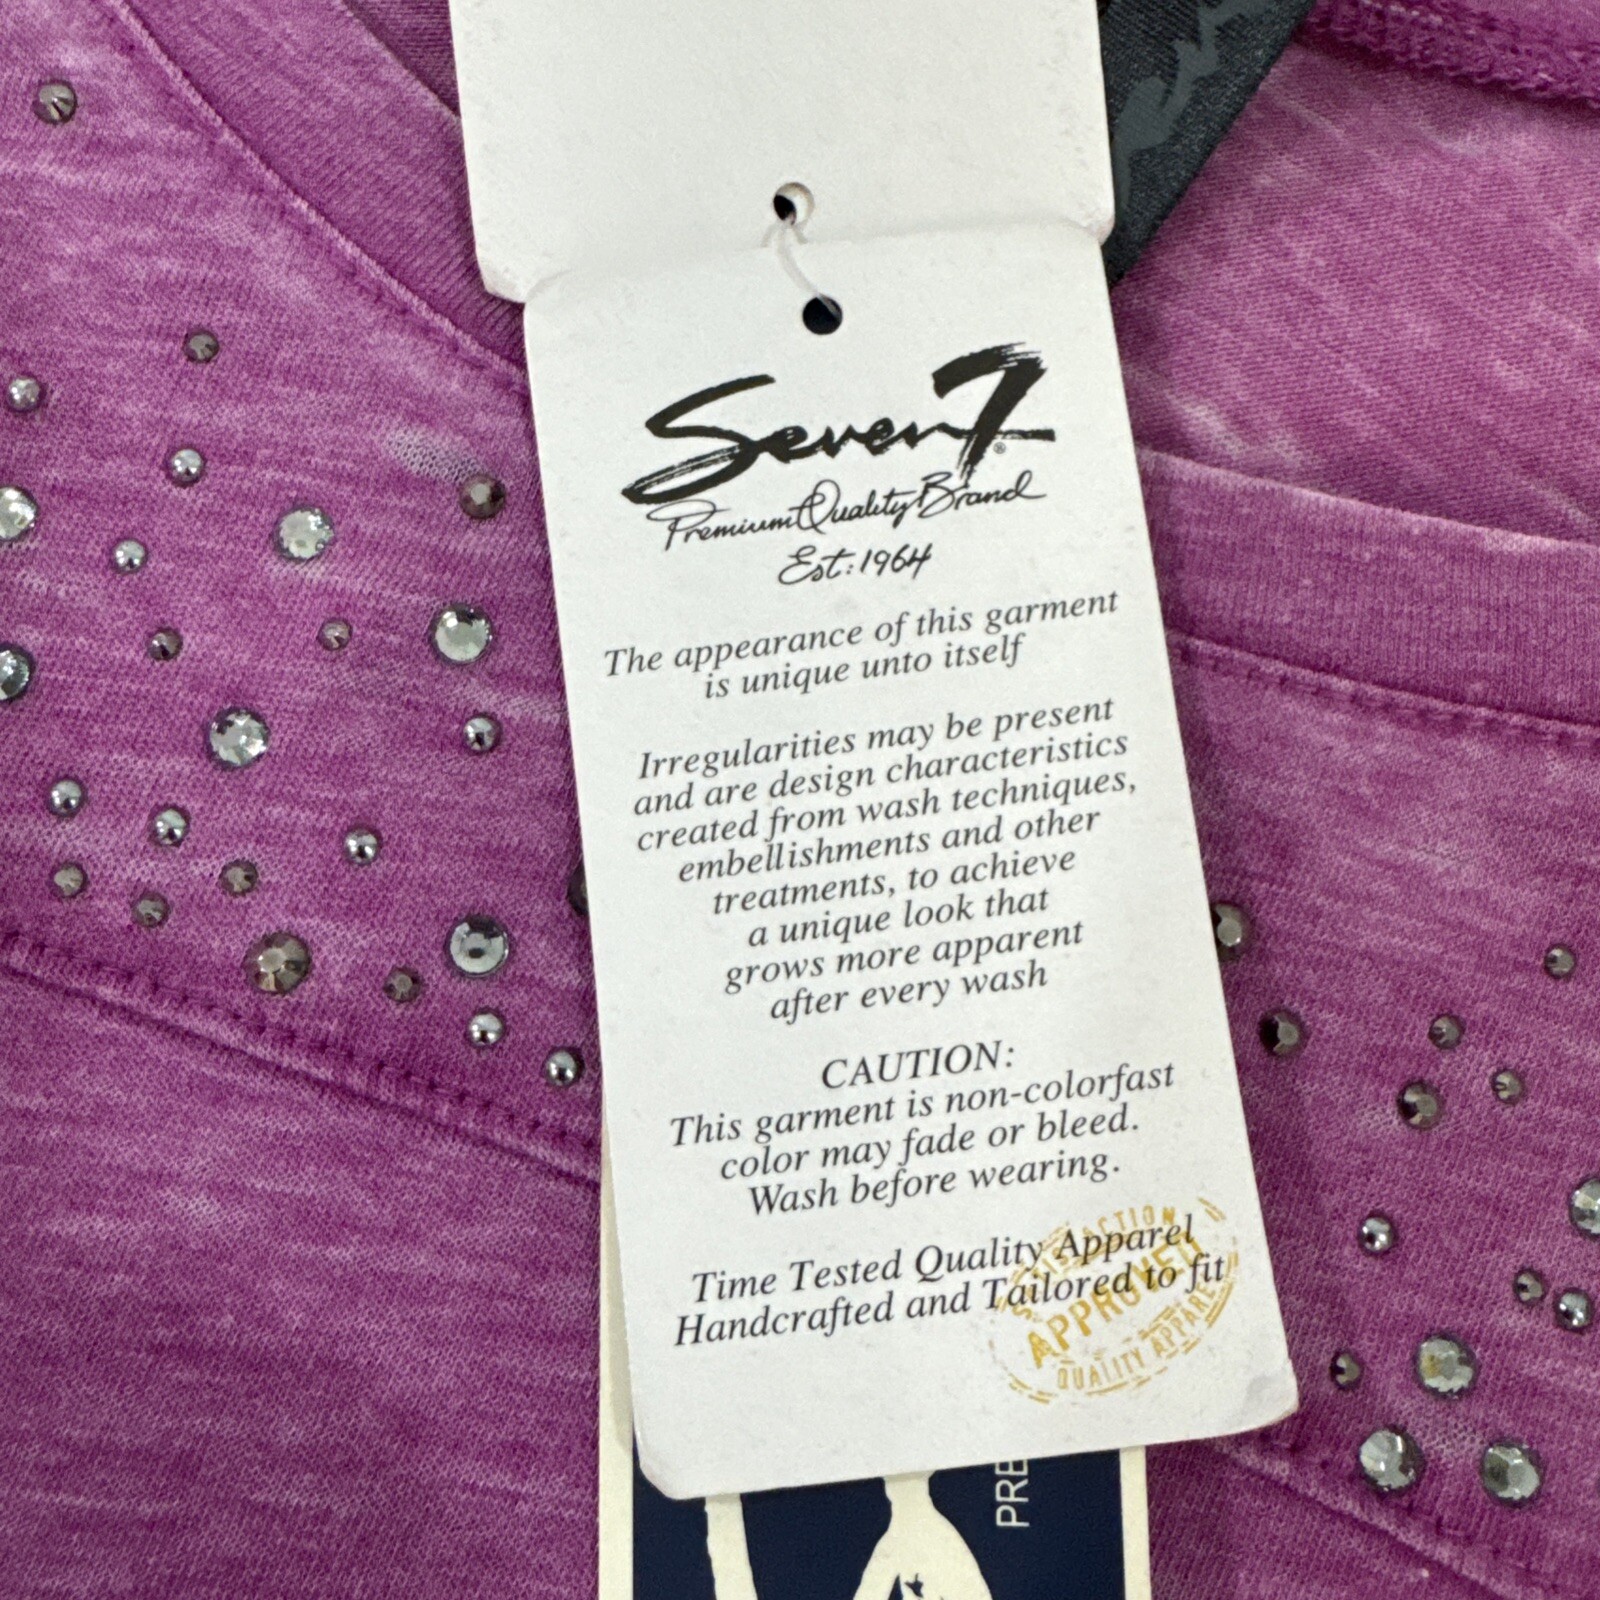 Seven7®
Premium Quality Brand
Est: 1964
The appearance of this garment
is unique unto itself
Irregularities may be present
and are design characteristics
created from wash techniques,
embellishments and other
treatments, to achieve
a unique look that
grows more apparent
after every wash
CAUTION:
This garment is non-colorfast
color may fade or bleed.
Wash before wearing.
Time Tested Quality Apparel
Handcrafted and Tailored to fit
SATISFACTION
APPROVED
QUALITY APPAREL
PRE